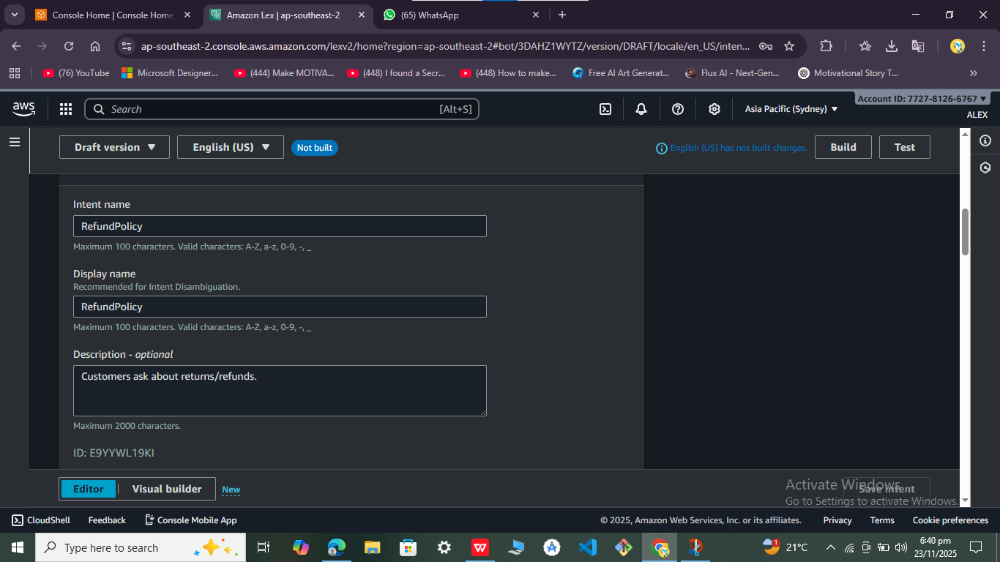 Console Home | Console Home
Amazon Lex | ap-southeast-2
(65) WhatsApp
ap-southeast-2.console.aws.amazon.com/lexv2/home?region=ap-southeast-2#bot/3DAHZ1WYTZ/version/DRAFT/locale/en_US/inten...
(76) YouTube
Microsoft Designer...
(444) Make MOTIVA...
(448) I found a Secr...
(448) How to make...
Free AI Art Generat...
Flux AI - Next-Gen...
Motivational Story T...
aws
Search
[Alt+S]
Asia Pacific (Sydney)
Account ID: 7727-8126-6767
ALEX
Draft version
English (US)
Not built
English (US) has not built changes.
Build
Test
Intent name
RefundPolicy
Maximum 100 characters. Valid characters: A-Z, a-z, 0-9, -, _
Display name
Recommended for Intent Disambiguation.
RefundPolicy
Maximum 100 characters. Valid characters: A-Z, a-z, 0-9, -, _
Description - optional
Customers ask about returns/refunds.
Maximum 2000 characters.
ID: E9YYWL19KI
Editor
Visual builder
New
Save intent
Activate Windows
Go to Settings to activate Windows.
CloudShell
Feedback
Console Mobile App
© 2025, Amazon Web Services, Inc. or its affiliates.
Privacy
Terms
Cookie preferences
Type here to search
1
21°C
6:40 pm
23/11/2025